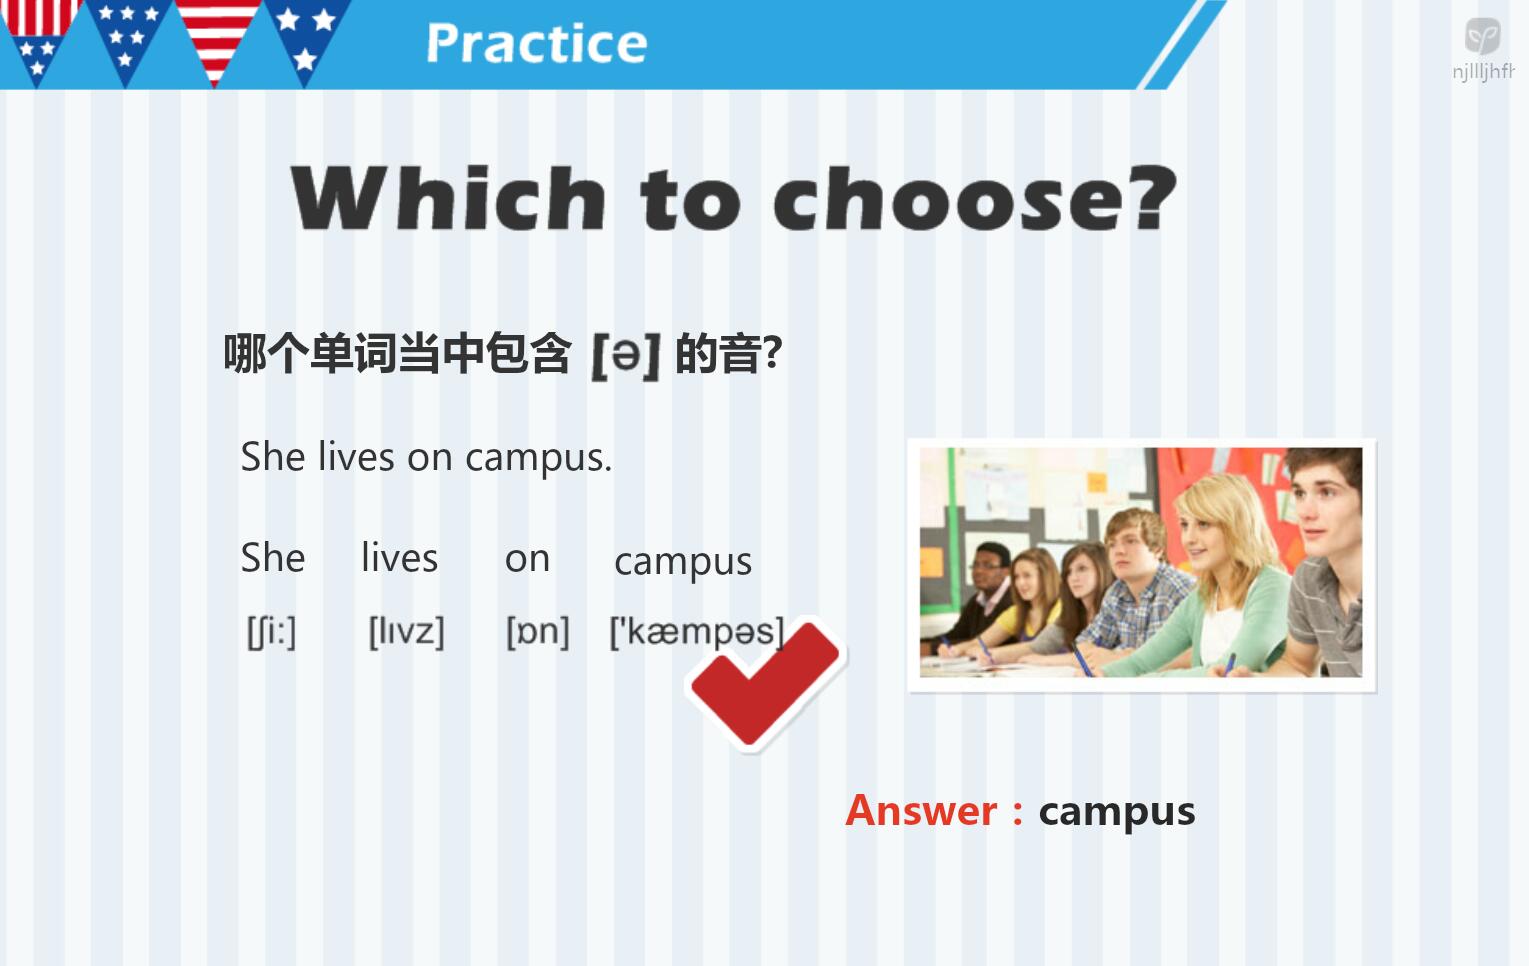 Practice
njllljhfh
Which to choose?
哪个单词当中包含 [ə] 的音?
She lives on campus.
She lives on campus
[ʃi:] [lɪvz] [ɒn] ['kæmpəs]
Answer：campus